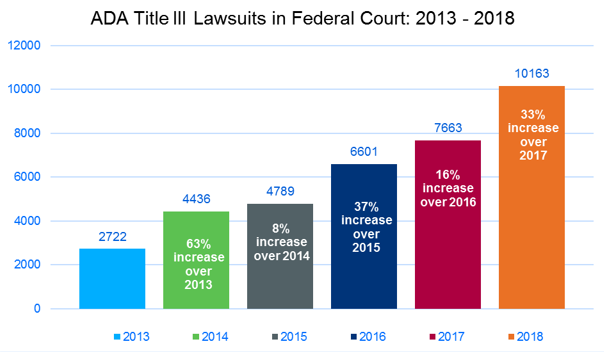 ADA Title III Lawsuits in Federal Court: 2013 - 2018
12000
10000
8000
6000
4000
2000
0
2722
4436
63%
increase
over
2013
4789
8%
increase
over 2014
6601
37%
increase
over
2015
7663
16%
increase
over 2016
10163
33%
increase
over
2017
2013 2014 2015 2016 2017 2018